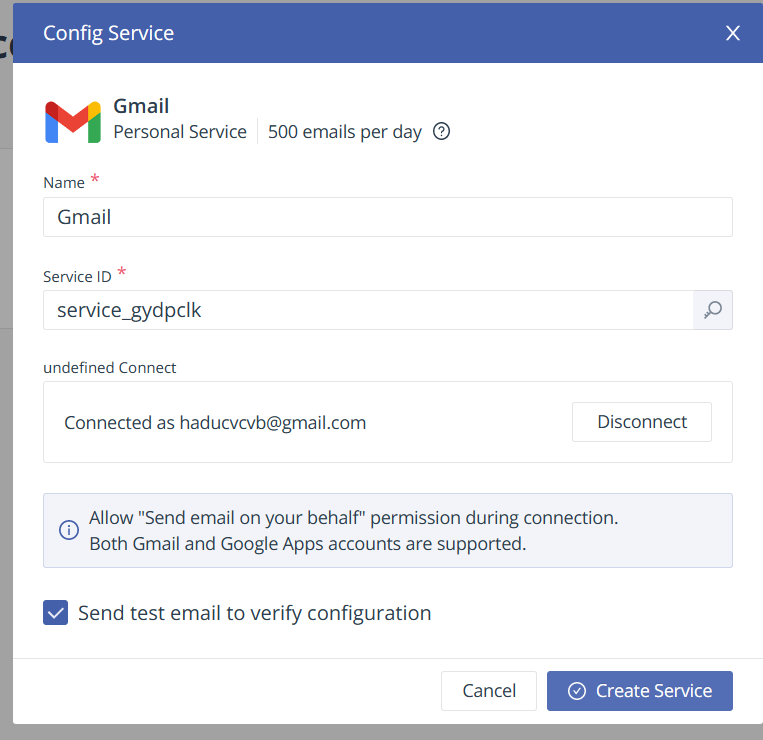 Config Service
Gmail
Personal Service
500 emails per day
Name *
Gmail
Service ID *
service_gydpclk
undefined Connect
Connected as haducvcvb@gmail.com
Disconnect
Allow "Send email on your behalf" permission during connection.
Both Gmail and Google Apps accounts are supported.
Send test email to verify configuration
Cancel
Create Service